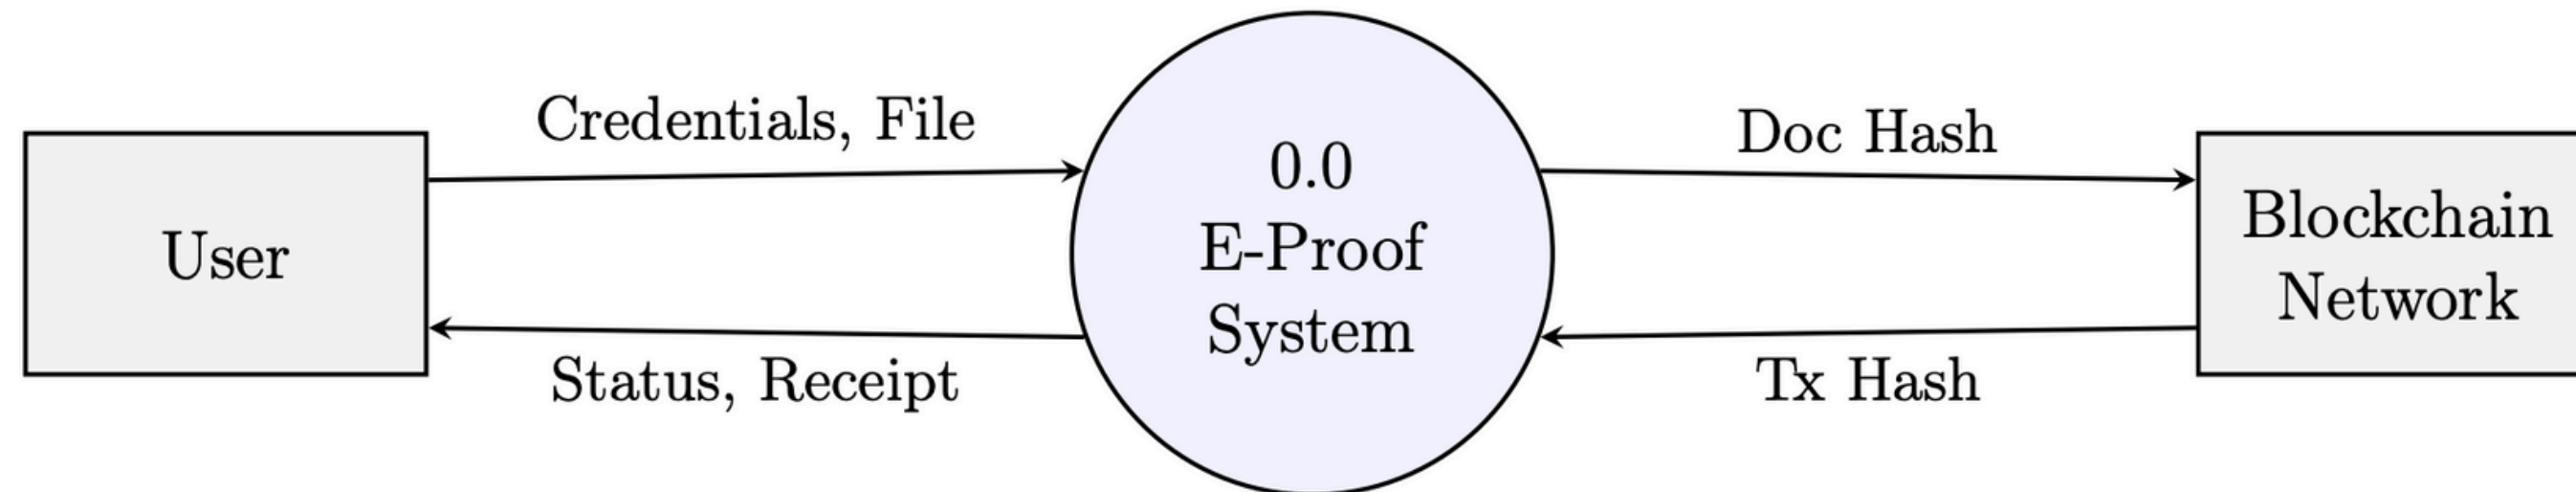 Credentials, File
Doc Hash
User
0.0
E-Proof
System
Blockchain
Network
Status, Receipt
Tx Hash